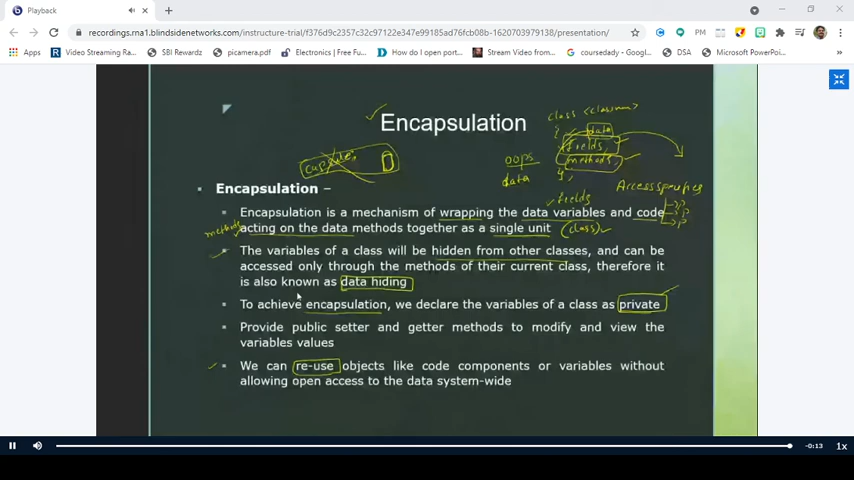 Playback
recordings.rna1.blindsidenetworks.com/instructure-trial/f376d9c2357c32c97122e347e99185ad76fcb08b-1620703979138/presentation/
Apps
Video Streaming Ra...
SBI Rewardz
picamera.pdf
Electronics | Free Fu...
How do I open port...
Stream Video from...
coursedady - Googl...
DSA
Microsoft PowerPoi...
Encapsulation
class <classname>
{
data
fields,
methods,
};
oops
data
capsule
Access specifiers
fields
Encapsulation –
Encapsulation is a mechanism of wrapping the data variables and code
acting on the data methods together as a single unit
(class)
methods
The variables of a class will be hidden from other classes, and can be
accessed only through the methods of their current class, therefore it
is also known as data hiding
To achieve encapsulation, we declare the variables of a class as private
Provide public setter and getter methods to modify and view the
variables values
We can re-use objects like code components or variables without
allowing open access to the data system-wide
-0:13
1x